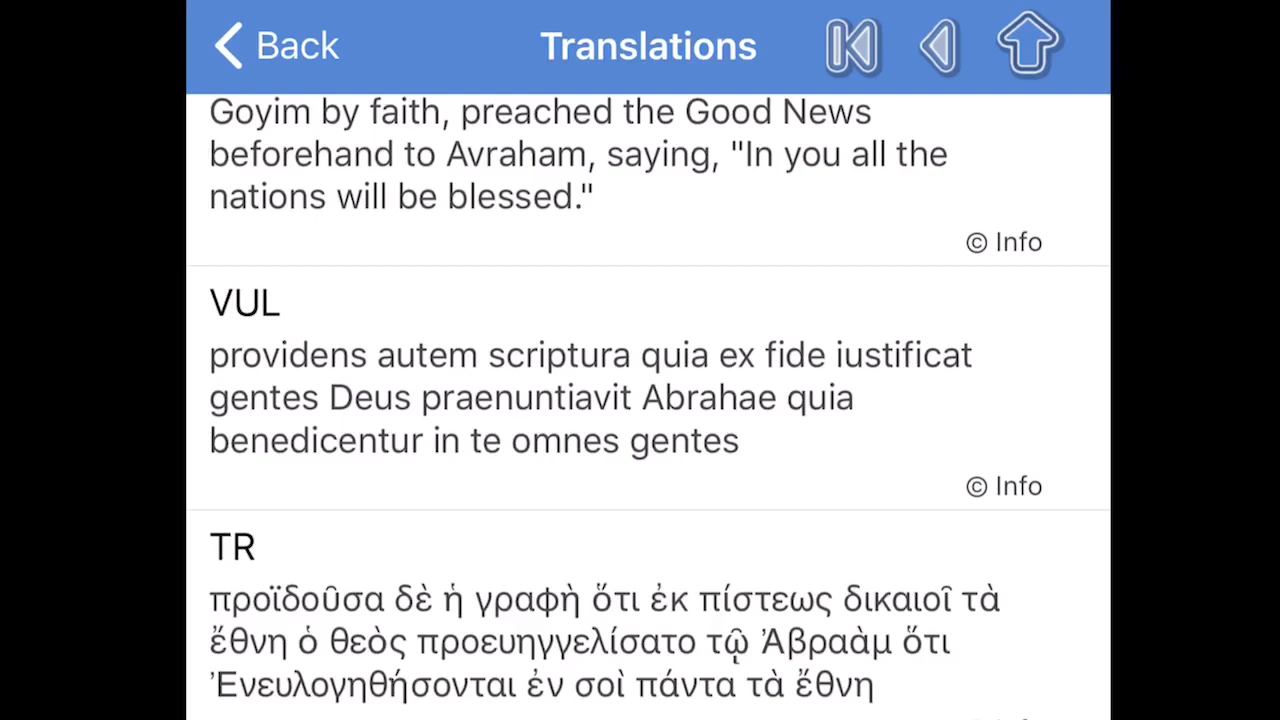 Back
Translations
Goyim by faith, preached the Good News
beforehand to Avraham, saying, "In you all the
nations will be blessed."
© Info
VUL
providens autem scriptura quia ex fide iustificat
gentes Deus praenuntiavit Abrahae quia
benedicentur in te omnes gentes
© Info
TR
προϊδοῦσα δὲ ἡ γραφὴ ὅτι ἐκ πίστεως δικαιοῖ τὰ
ἔθνη ὁ θεὸς προευηγγελίσατο τῷ Ἀβραὰμ ὅτι
Ἐνευλογηθήσονται ἐν σοὶ πάντα τὰ ἔθνη